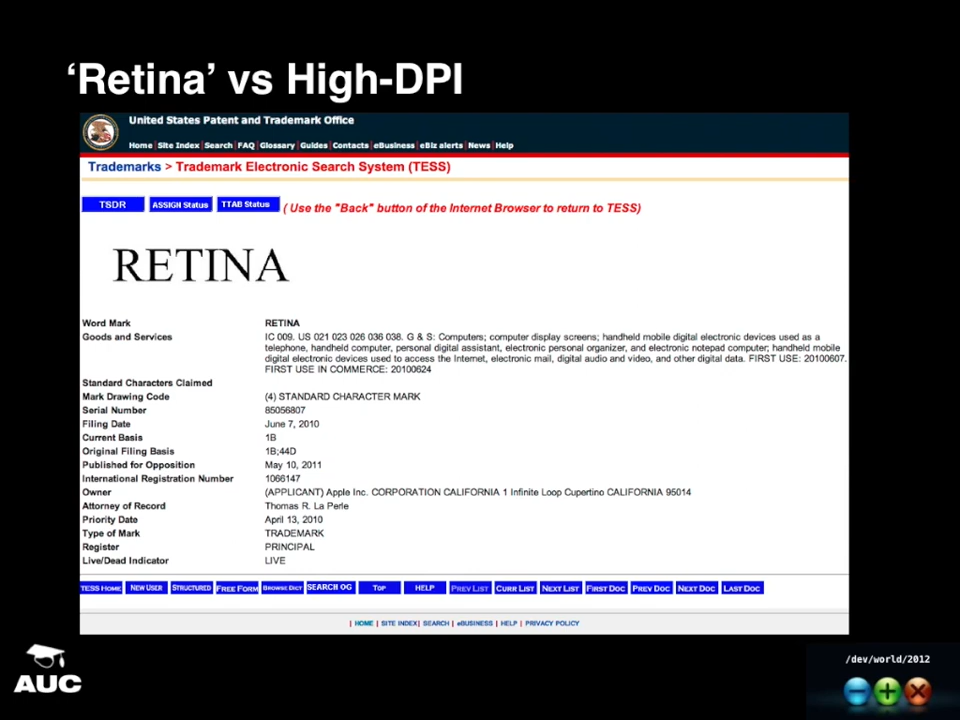 ‘Retina’ vs High-DPI
United States Patent and Trademark Office
Home | Site Index | Search | FAQ | Glossary | Guides | Contacts | eBusiness | eBiz alerts | News | Help
Trademarks > Trademark Electronic Search System (TESS)
TSDR ASSIGN Status TTAB Status ( Use the "Back" button of the Internet Browser to return to TESS)
RETINA
Word Mark RETINA
Goods and Services IC 009. US 021 023 026 036 038. G & S: Computers; computer display screens; handheld mobile digital electronic devices used as a
telephone, handheld computer, personal digital assistant, electronic personal organizer, and electronic notepad computer; handheld mobile
digital electronic devices used to access the Internet, electronic mail, digital audio and video, and other digital data. FIRST USE: 20100607.
FIRST USE IN COMMERCE: 20100624
Standard Characters Claimed
Mark Drawing Code (4) STANDARD CHARACTER MARK
Serial Number 85056807
Filing Date June 7, 2010
Current Basis 1B
Original Filing Basis 1B;44D
Published for Opposition May 10, 2011
International Registration Number 1066147
Owner (APPLICANT) Apple Inc. CORPORATION CALIFORNIA 1 Infinite Loop Cupertino CALIFORNIA 95014
Attorney of Record Thomas R. La Perle
Priority Date April 13, 2010
Type of Mark TRADEMARK
Register PRINCIPAL
Live/Dead Indicator LIVE
TESS HOME NEW USER STRUCTURED FREE FORM BROWSE DICT SEARCH OG TOP HELP PREV LIST CURR LIST NEXT LIST FIRST DOC PREV DOC NEXT DOC LAST DOC
| HOME | SITE INDEX | SEARCH | eBUSINESS | HELP | PRIVACY POLICY
AUC
/dev/world/2012